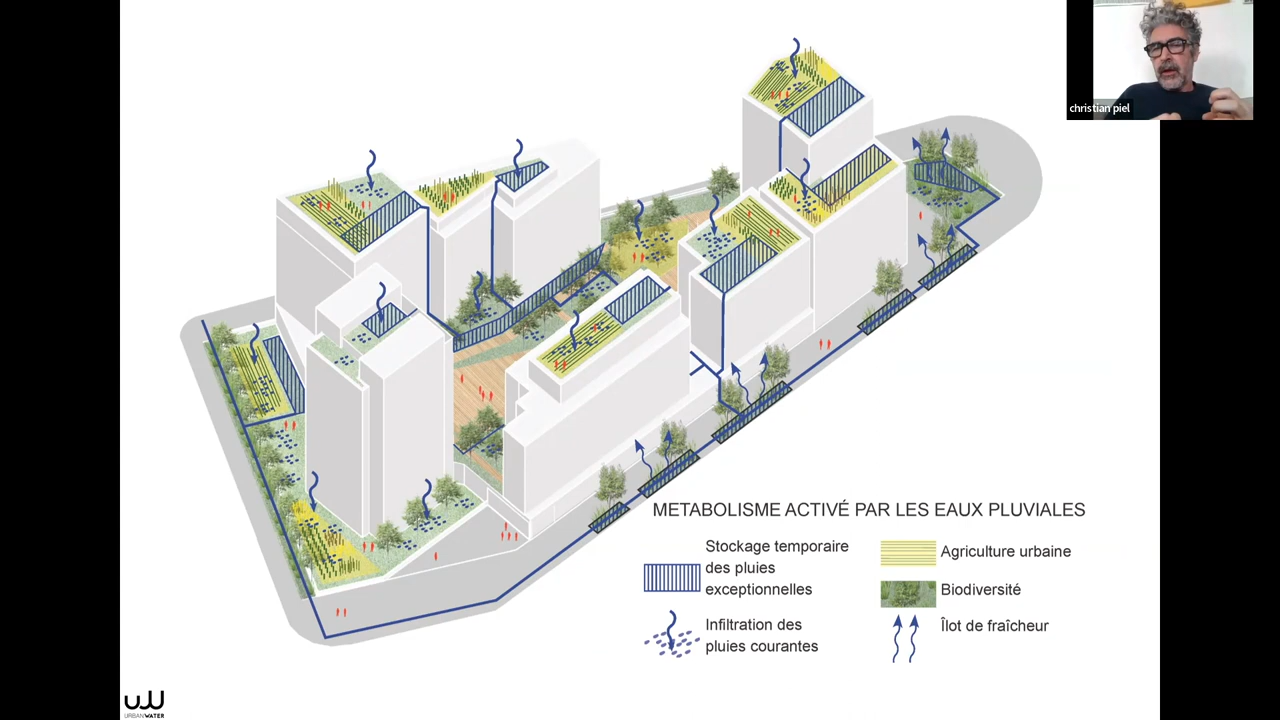 christian piel
METABOLISME ACTIVÉ PAR LES EAUX PLUVIALES
Stockage temporaire
des pluies
exceptionnelles
Infiltration des
pluies courantes
Agriculture urbaine
Biodiversité
Îlot de fraîcheur
URBANWATER